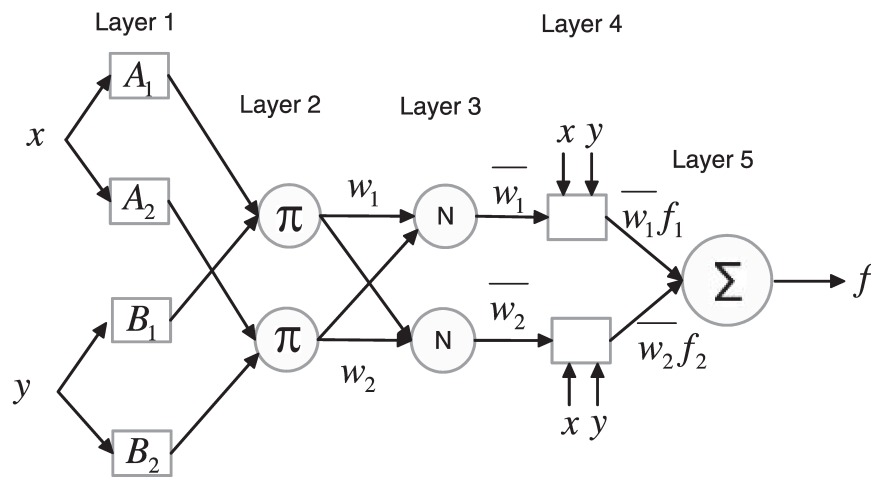 Layer 1
Layer 4
A₁
Layer 2
Layer 3
x
x y
Layer 5
A₂
w₁
w̅₁
w̅₁f₁
π
N
Σ
f
B₁
w̅₂
π
N
w̅₂f₂
y
w₂
x y
B₂